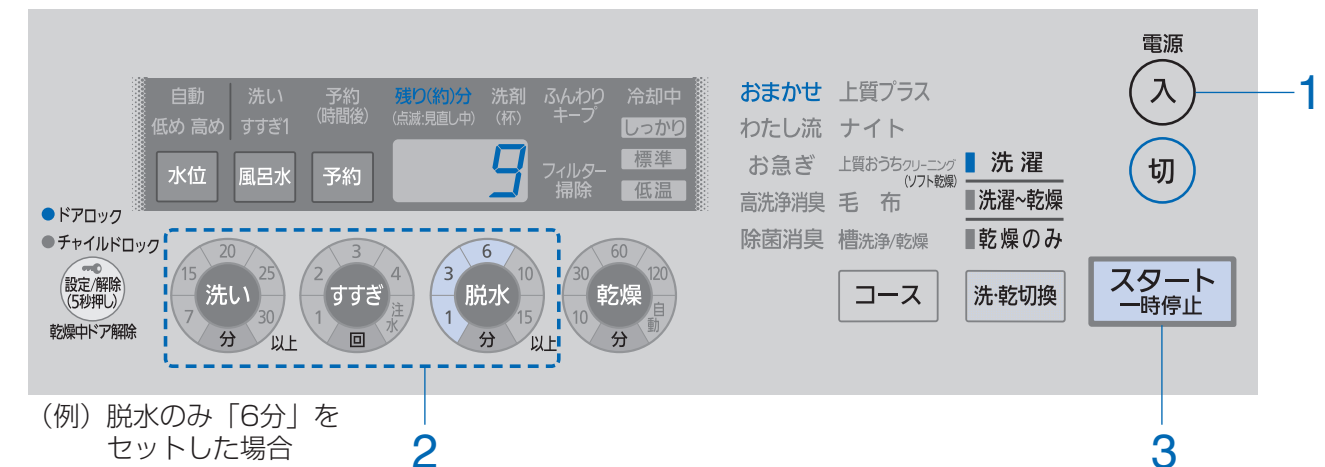 電源
入
1
切
自動
低め 高め
洗い
すすぎ1
予約
(時間後)
残り(約)分
(点滅:見直し中)
洗剤
(杯)
ふんわり
キープ
冷却中
しっかり
標準
低温
フィルター
掃除
水位
風呂水
予約
9
おまかせ 上質プラス
わたし流 ナイト
お急ぎ 上質おうちクリーニング
(ソフト乾燥)
高洗浄消臭 毛 布
除菌消臭 槽洗浄/乾燥
洗 濯
洗濯~乾燥
乾燥のみ
ドアロック
チャイルドロック
設定/解除
(5秒押し)
乾燥中ドア解除
洗い
7 15 20 25 30
分 以上
すすぎ
1 2 3 4 注水
回
脱水
1 3 6 10 15
分 以上
乾燥
10 30 60 120 自動
分
コース
洗・乾切換
スタート
一時停止
(例) 脱水のみ「6分」を
セットした場合
2
3